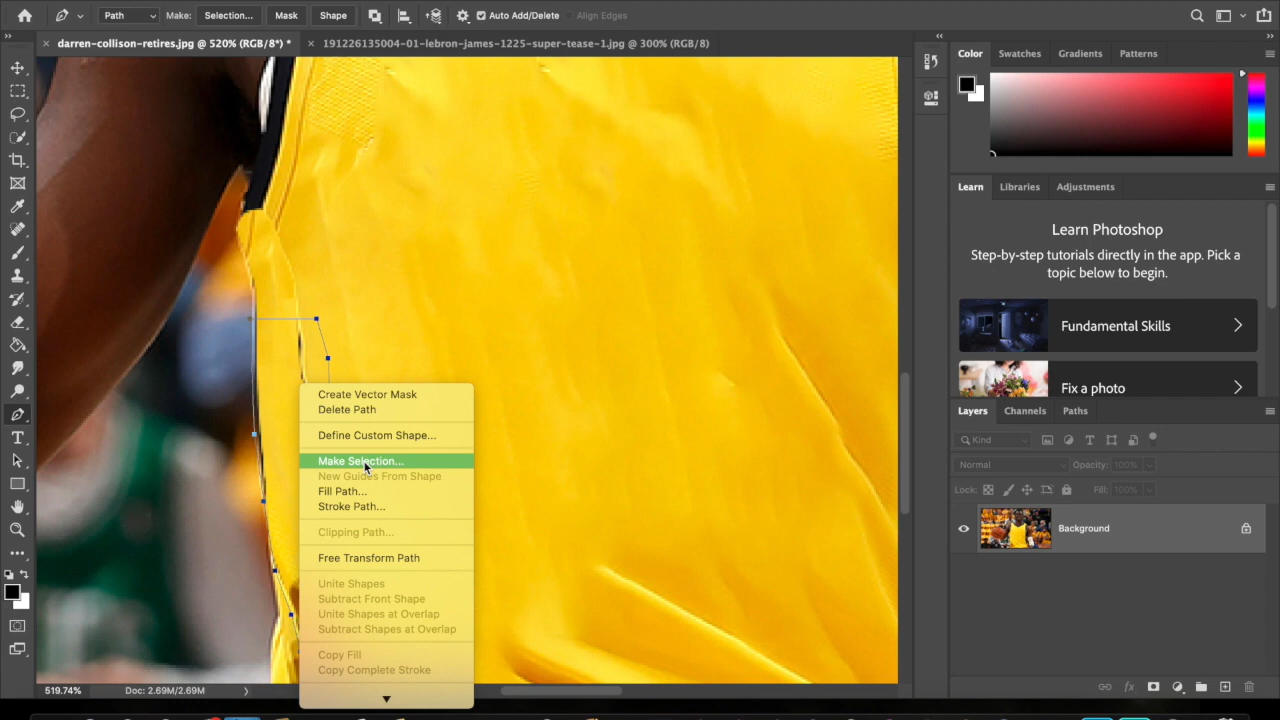 Path
Make:
Selection...
Mask
Shape
Auto Add/Delete
Align Edges
darren-collison-retires.jpg @ 520% (RGB/8*) *
191226135004-01-lebron-james-1225-super-tease-1.jpg @ 300% (RGB/8)
Color
Swatches
Gradients
Patterns
Learn
Libraries
Adjustments
Learn Photoshop
Step-by-step tutorials directly in the app. Pick a
topic below to begin.
Fundamental Skills
Fix a photo
Layers
Channels
Paths
Kind
Normal
Opacity: 100%
Lock:
Fill: 100%
Background
Create Vector Mask
Delete Path
Define Custom Shape...
Make Selection...
New Guides From Shape
Fill Path...
Stroke Path...
Clipping Path...
Free Transform Path
Unite Shapes
Subtract Front Shape
Unite Shapes at Overlap
Subtract Shapes at Overlap
Copy Fill
Copy Complete Stroke
519.74%
Doc: 2.69M/2.69M